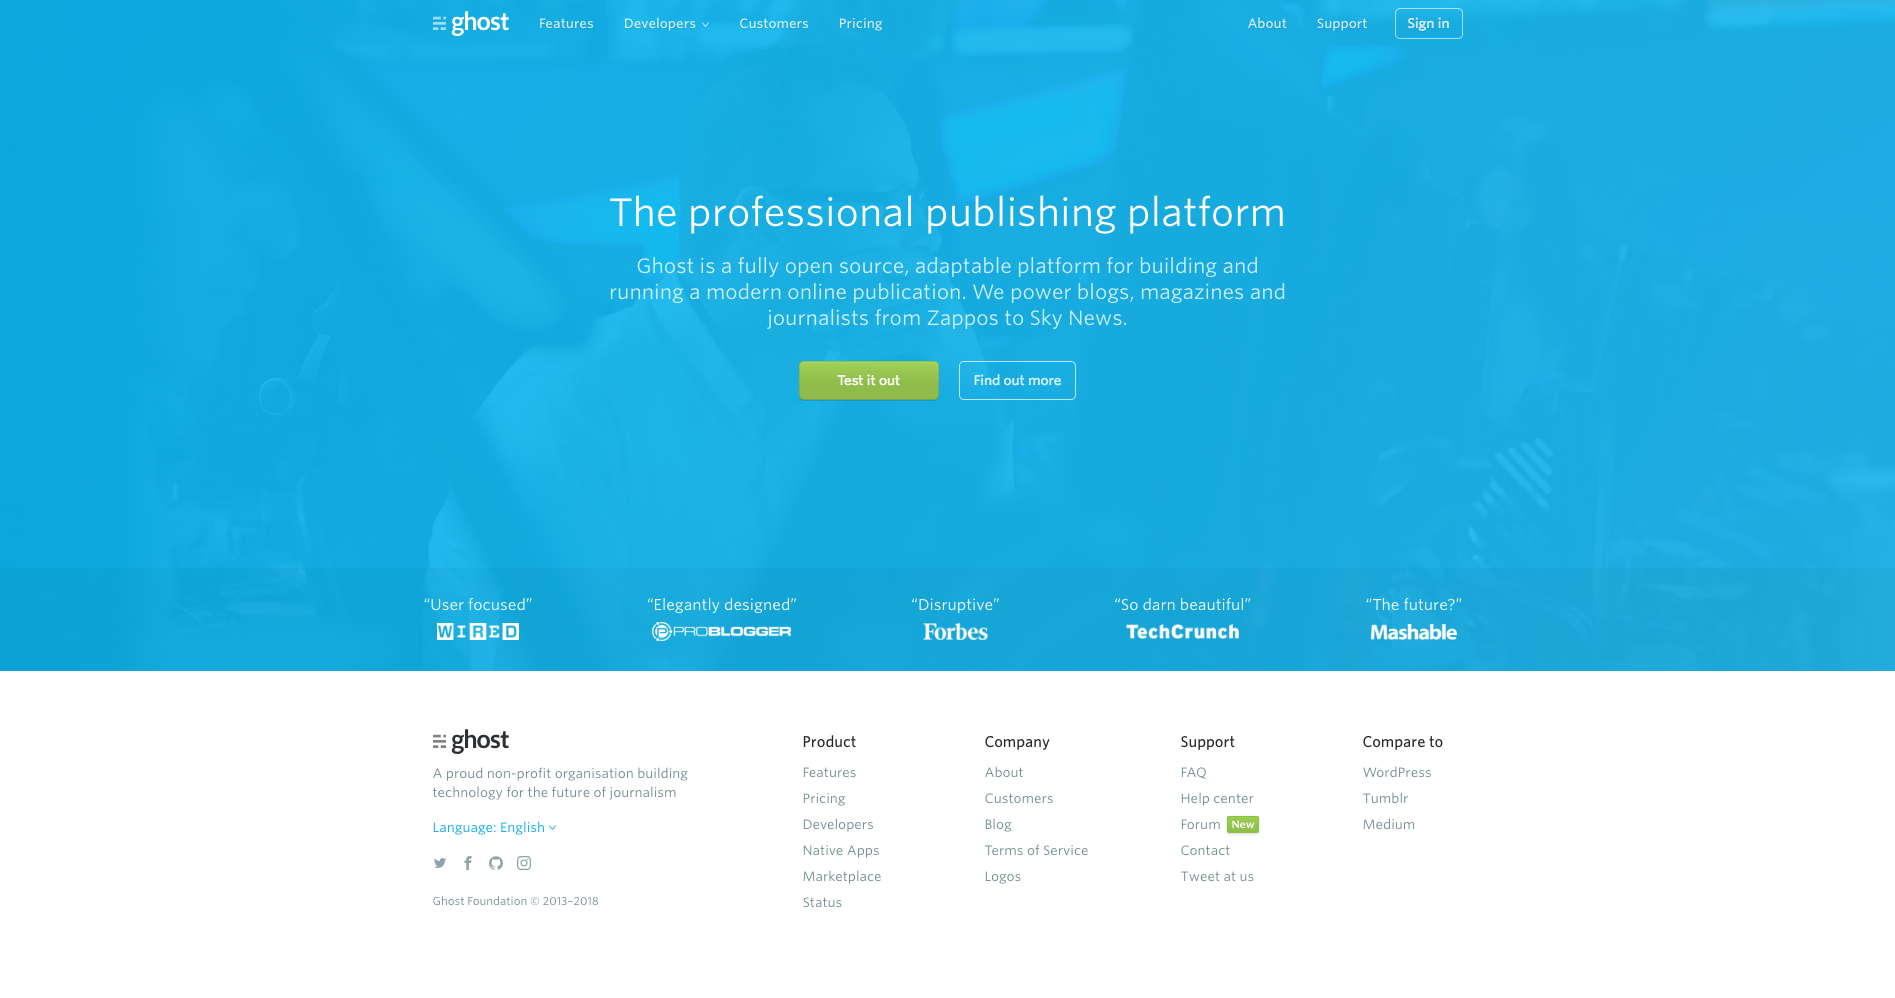 ghost Features Developers Customers Pricing About Support Sign in
The professional publishing platform
Ghost is a fully open source, adaptable platform for building and
running a modern online publication. We power blogs, magazines and
journalists from Zappos to Sky News.
Test it out Find out more
“User focused” “Elegantly designed” “Disruptive” “So darn beautiful” “The future?”
WIRED PROBLOGGER Forbes TechCrunch Mashable
ghost
A proud non-profit organisation building
technology for the future of journalism
Language: English
Ghost Foundation © 2013–2018
Product
Features
Pricing
Developers
Native Apps
Marketplace
Status
Company
About
Customers
Blog
Terms of Service
Logos
Support
FAQ
Help center
Forum New
Contact
Tweet at us
Compare to
WordPress
Tumblr
Medium